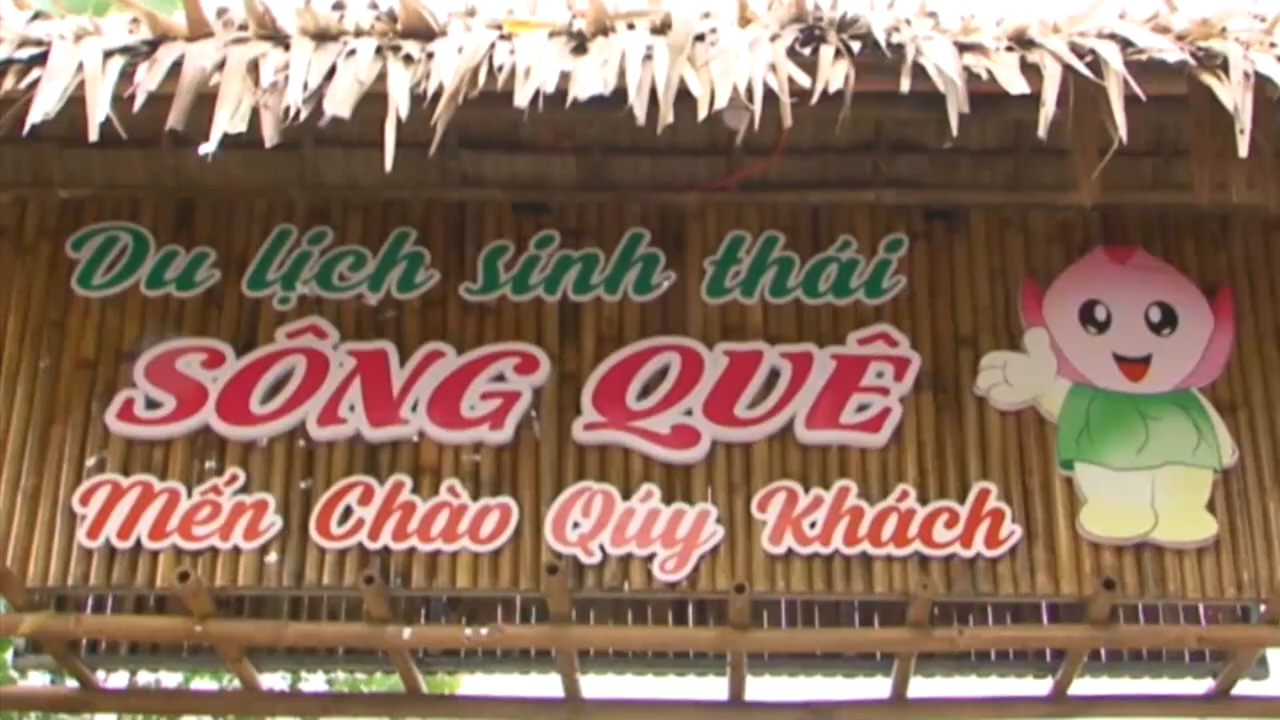 Du lịch sinh thái
SÔNG QUÊ
Mến Chào Qúy Khách